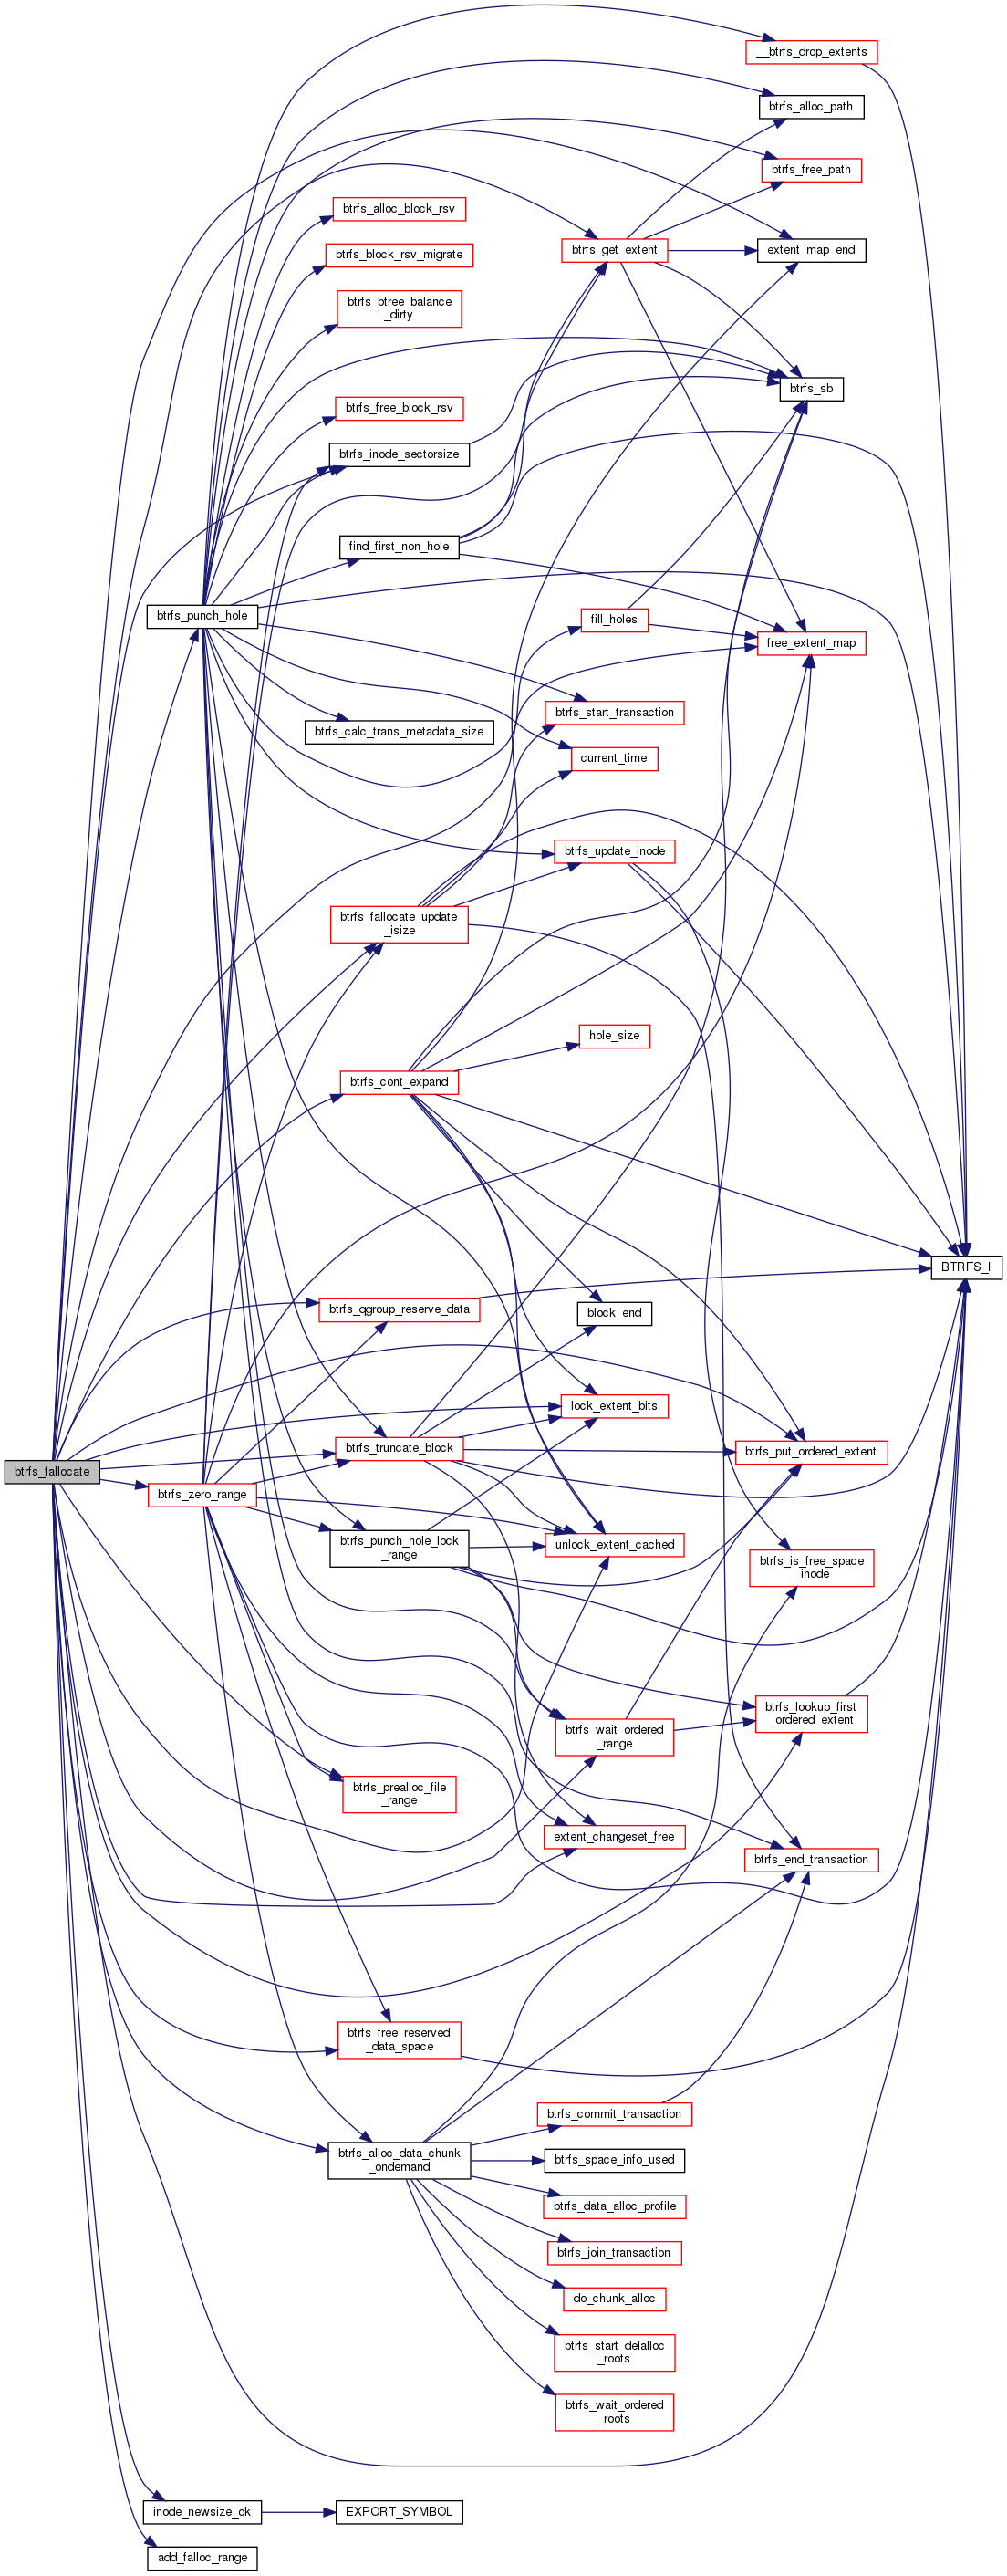 __btrfs_drop_extents
btrfs_alloc_path
btrfs_free_path
btrfs_alloc_block_rsv
btrfs_get_extent
extent_map_end
btrfs_block_rsv_migrate
btrfs_btree_balance
_dirty
btrfs_sb
btrfs_free_block_rsv
btrfs_inode_sectorsize
find_first_non_hole
btrfs_punch_hole
fill_holes
free_extent_map
btrfs_start_transaction
btrfs_calc_trans_metadata_size
current_time
btrfs_update_inode
btrfs_fallocate_update
_isize
hole_size
btrfs_cont_expand
BTRFS_I
btrfs_qgroup_reserve_data
block_end
lock_extent_bits
btrfs_truncate_block
btrfs_put_ordered_extent
btrfs_fallocate
btrfs_zero_range
btrfs_punch_hole_lock
_range
unlock_extent_cached
btrfs_is_free_space
_inode
btrfs_lookup_first
_ordered_extent
btrfs_wait_ordered
_range
btrfs_prealloc_file
_range
extent_changeset_free
btrfs_end_transaction
btrfs_free_reserved
_data_space
btrfs_commit_transaction
btrfs_alloc_data_chunk
_ondemand
btrfs_space_info_used
btrfs_data_alloc_profile
btrfs_join_transaction
do_chunk_alloc
btrfs_start_delalloc
_roots
btrfs_wait_ordered
_roots
inode_newsize_ok
EXPORT_SYMBOL
add_falloc_range